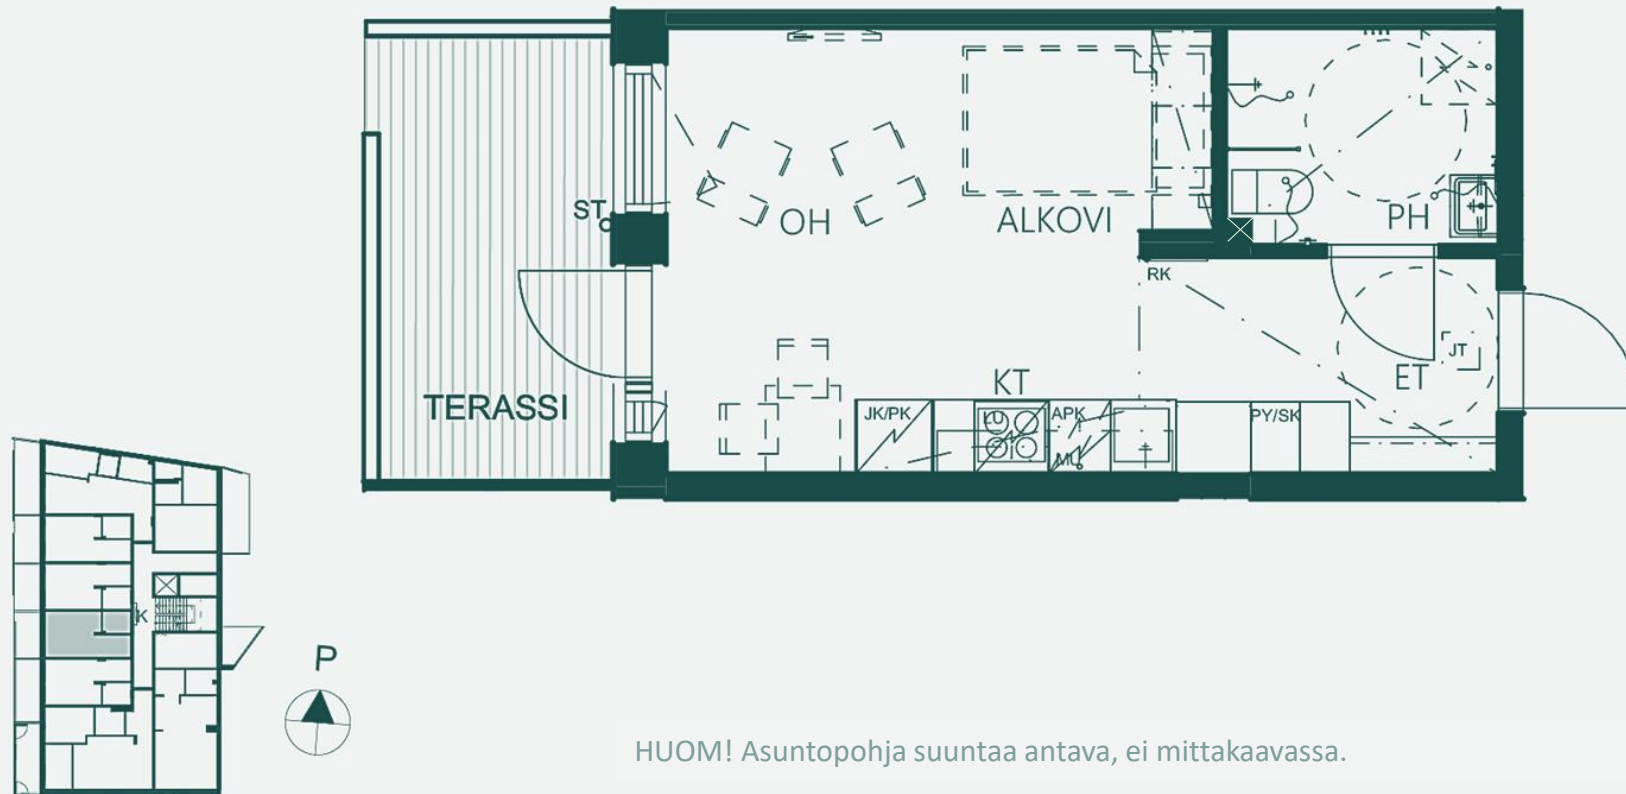 ST
OH
ALKOVI
PH
RK
JT
ET
KT
TERASSI
JK/PK
LU
APK
MU
PY/SK
K
P
HUOM! Asuntopohja suuntaa antava, ei mittakaavassa.